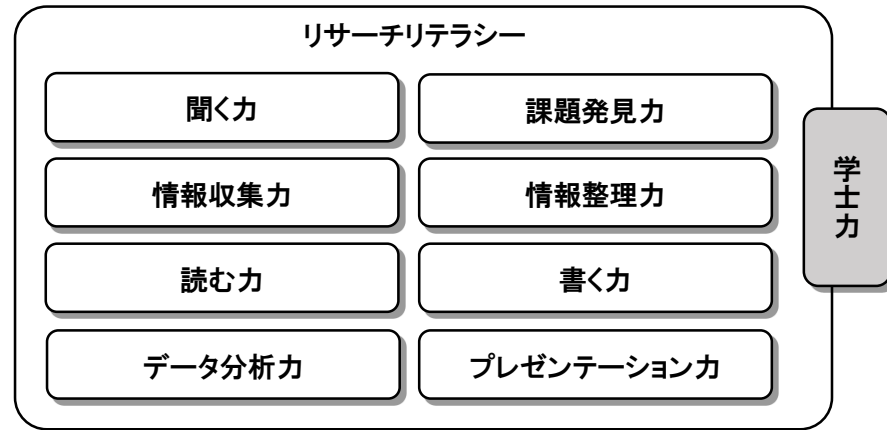 リサーチリテラシー
聞く力
課題発見力
情報収集力
情報整理力
読む力
書く力
データ分析力
プレゼンテーション力
学士力